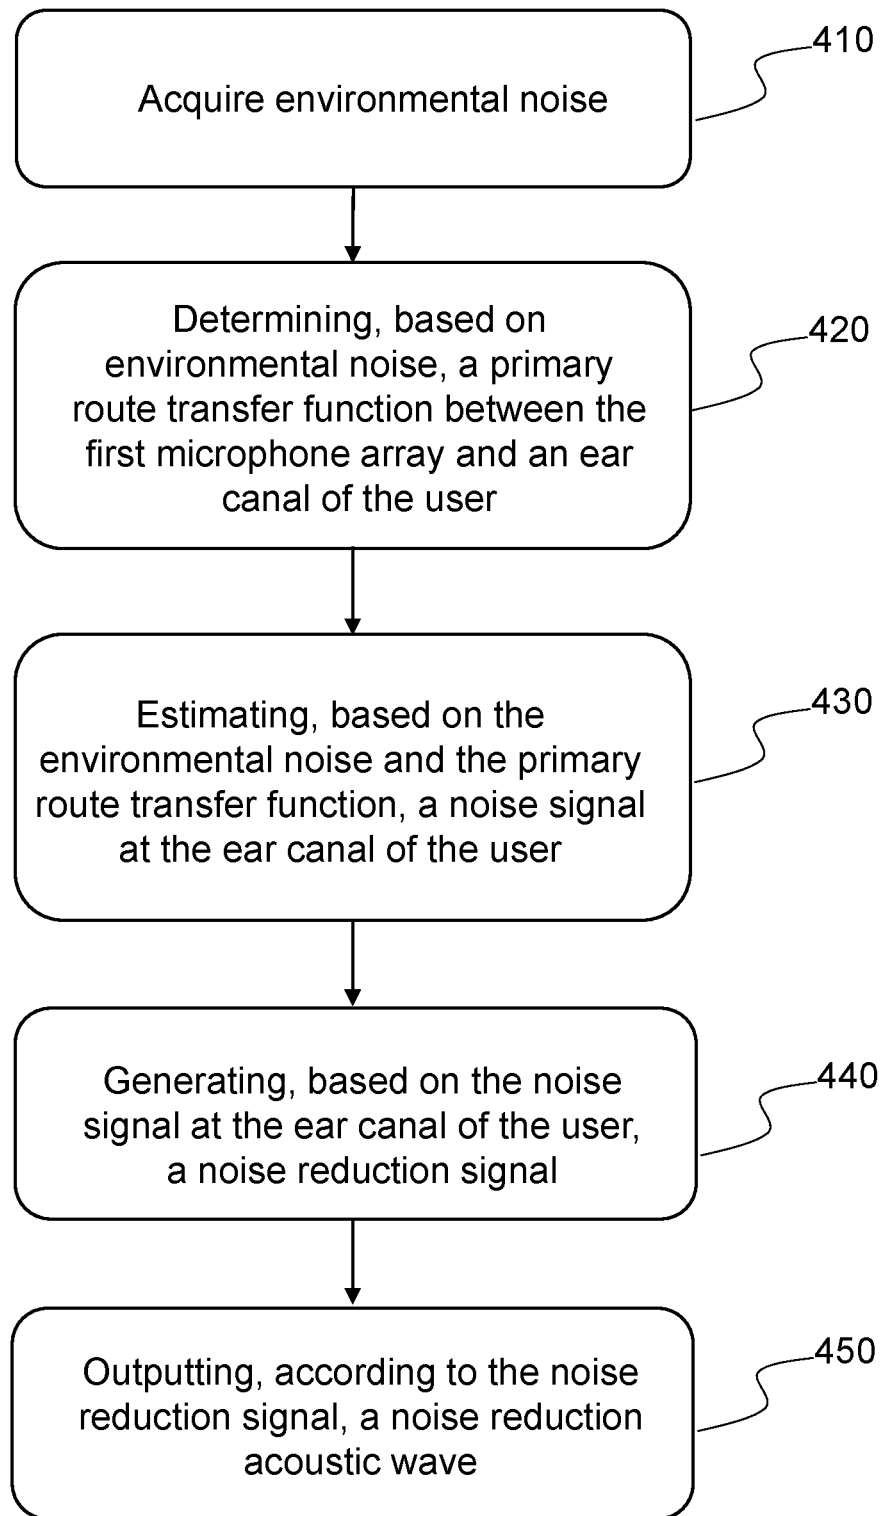 Acquire environmental noise
410
Determining, based on
environmental noise, a primary
route transfer function between the
first microphone array and an ear
canal of the user
420
Estimating, based on the
environmental noise and the primary
route transfer function, a noise signal
at the ear canal of the user
430
Generating, based on the noise
signal at the ear canal of the user,
a noise reduction signal
440
Outputting, according to the noise
reduction signal, a noise reduction
acoustic wave
450